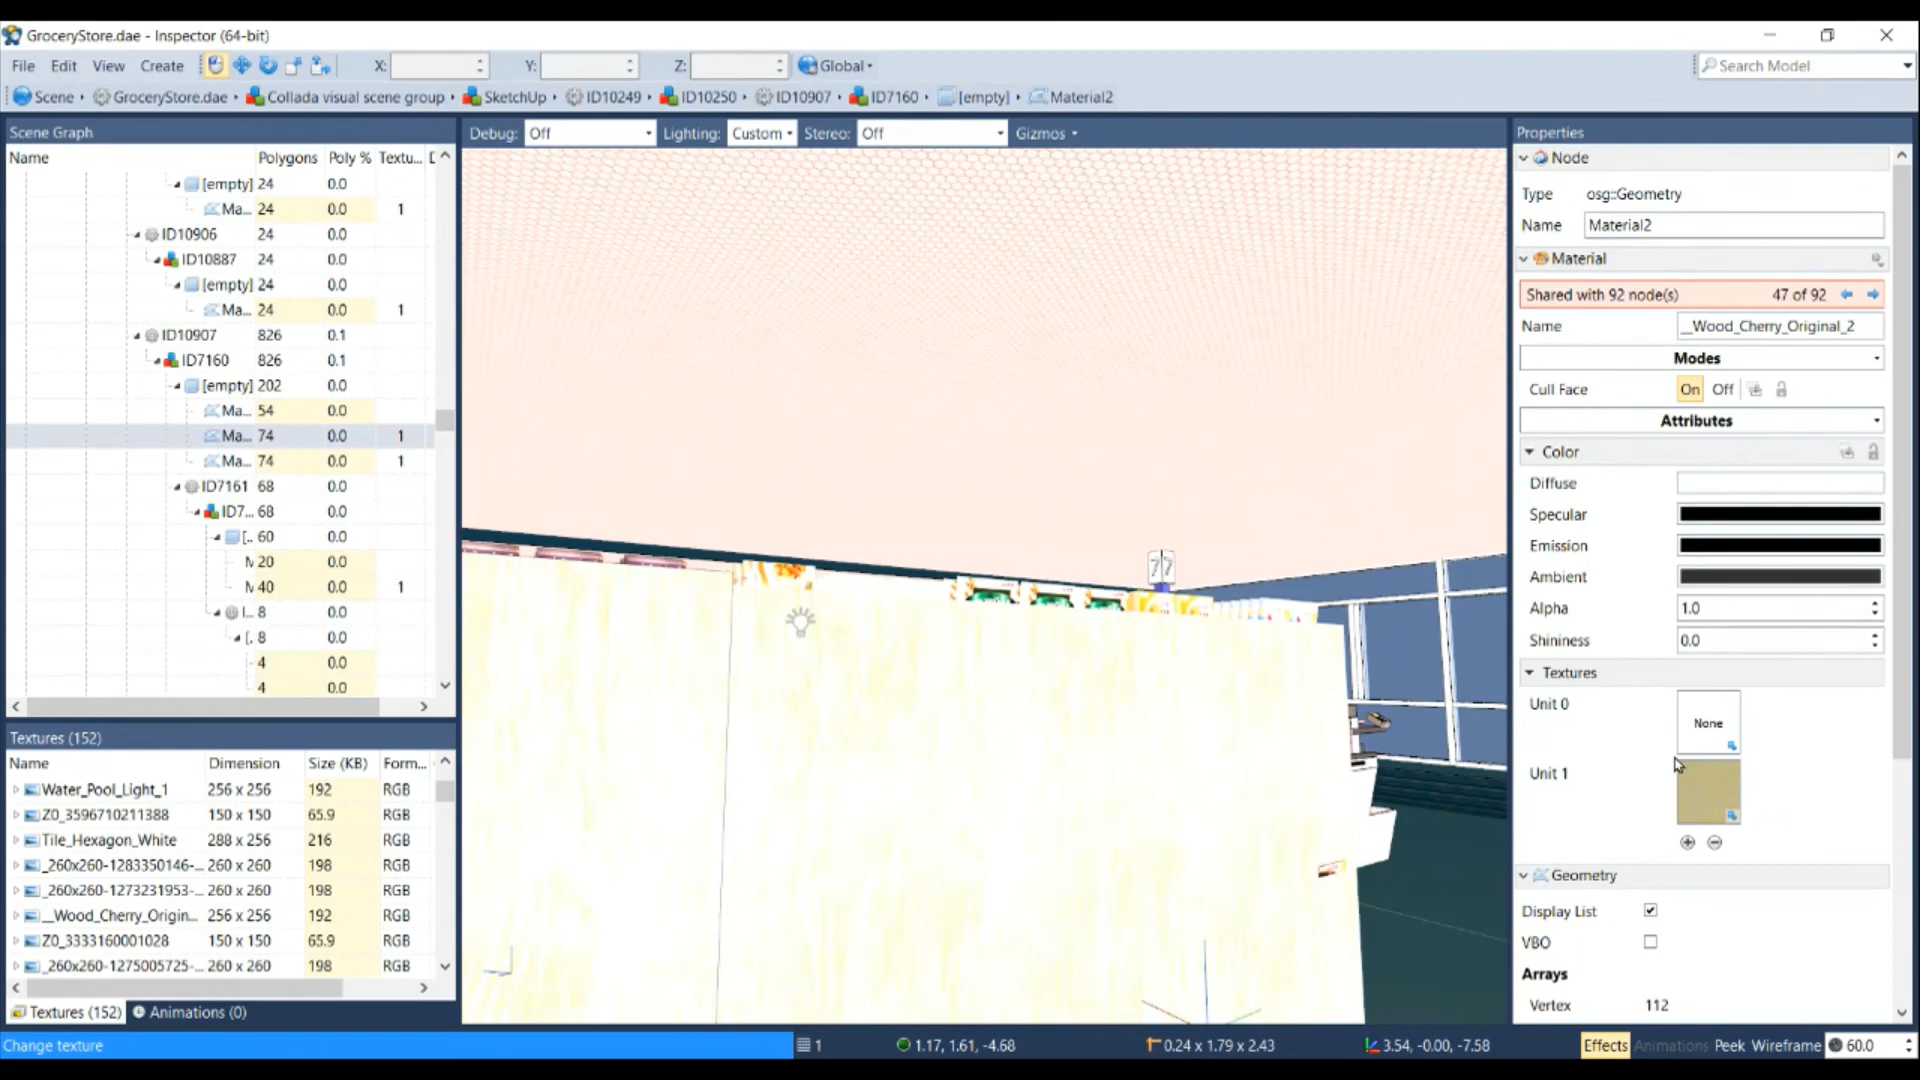 GroceryStore.dae - Inspector (64-bit)
File Edit View Create X: Y: Z: Global Search Model
Scene GroceryStore.dae Collada visual scene group SketchUp ID10249 ID10250 ID10907 ID7160 [empty] Material2
Scene Graph
Name Polygons Poly % Textu...
[empty] 24 0.0
Ma... 24 0.0 1
ID10906 24 0.0
ID10887 24 0.0
[empty] 24 0.0
Ma... 24 0.0 1
ID10907 826 0.1
ID7160 826 0.1
[empty] 202 0.0
Ma... 54 0.0
Ma... 74 0.0 1
Ma... 74 0.0 1
ID7161 68 0.0
ID7... 68 0.0
[.. 60 0.0
20 0.0
40 0.0 1
I... 8 0.0
[. 8 0.0
4 0.0
4 0.0
Textures (152)
Name Dimension Size (KB) Form...
Water_Pool_Light_1 256 x 256 192 RGB
Z0_3596710211388 150 x 150 65.9 RGB
Tile_Hexagon_White 288 x 256 216 RGB
_260x260-1283350146-... 260 x 260 198 RGB
_260x260-1273231953-... 260 x 260 198 RGB
__Wood_Cherry_Origin... 256 x 256 192 RGB
Z0_3333160001028 150 x 150 65.9 RGB
_260x260-1275005725-... 260 x 260 198 RGB
Textures (152) Animations (0)
Debug: Off Lighting: Custom Stereo: Off Gizmos
77
Properties
Node
Type osg::Geometry
Name Material2
Material
Shared with 92 node(s) 47 of 92
Name __Wood_Cherry_Original_2
Modes
Cull Face On Off
Attributes
Color
Diffuse
Specular
Emission
Ambient
Alpha 1.0
Shininess 0.0
Textures
Unit 0 None
Unit 1
Geometry
Display List
VBO
Arrays
Vertex 112
Change texture 1 1.17, 1.61, -4.68 0.24 x 1.79 x 2.43 3.54, -0.00, -7.58 Effects Animations Peek Wireframe 60.0